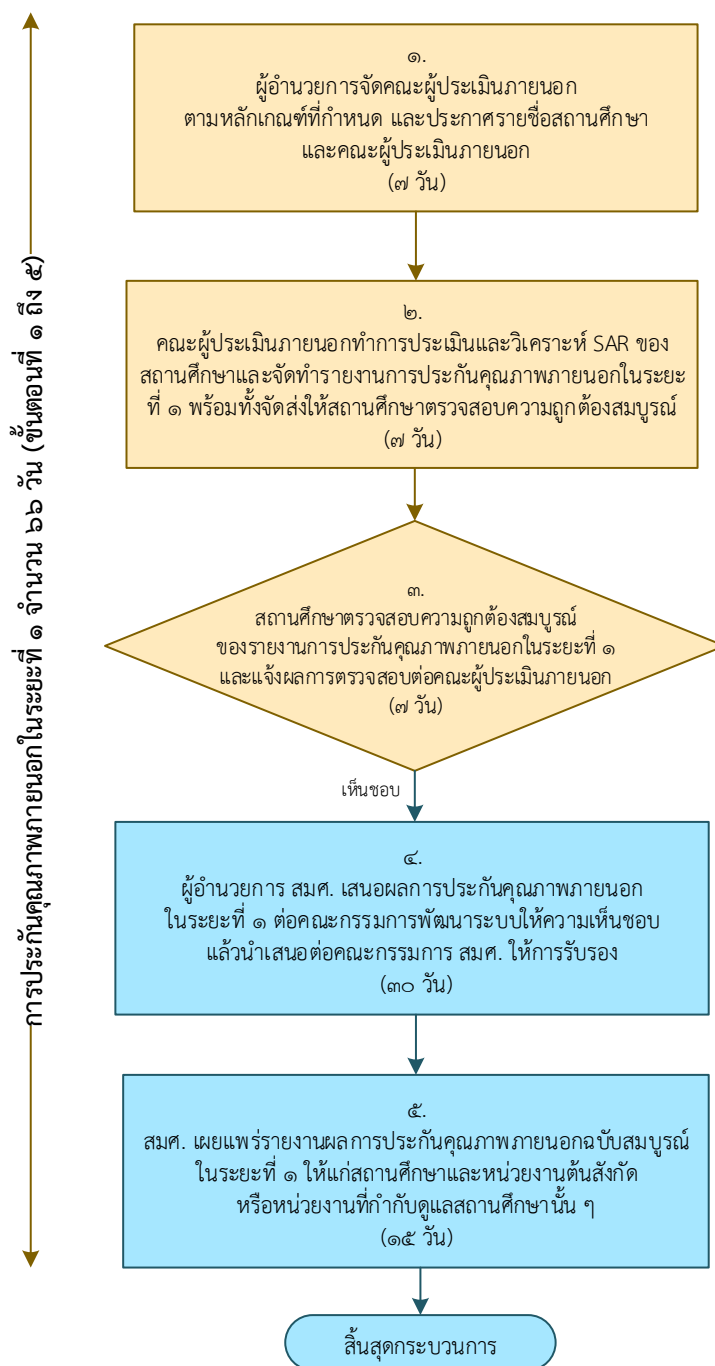 การประกันคุณภาพภายนอกในระยะที่ ๑ จำนวน ๖๖ วัน (ขั้นตอนที่ ๑ ถึง ๕)
๑.
ผู้อำนวยการจัดคณะผู้ประเมินภายนอก
ตามหลักเกณฑ์ที่กำหนด และประกาศรายชื่อสถานศึกษา
และคณะผู้ประเมินภายนอก
(๗ วัน)
๒.
คณะผู้ประเมินภายนอกทำการประเมินและวิเคราะห์ SAR ของ
สถานศึกษาและจัดทำรายงานการประกันคุณภาพภายนอกในระยะ
ที่ ๑ พร้อมทั้งจัดส่งให้สถานศึกษาตรวจสอบความถูกต้องสมบูรณ์
(๗ วัน)
๓.
สถานศึกษาตรวจสอบความถูกต้องสมบูรณ์
ของรายงานการประกันคุณภาพภายนอกในระยะที่ ๑
และแจ้งผลการตรวจสอบต่อคณะผู้ประเมินภายนอก
(๗ วัน)
เห็นชอบ
๔.
ผู้อำนวยการ สมศ. เสนอผลการประกันคุณภาพภายนอก
ในระยะที่ ๑ ต่อคณะกรรมการพัฒนาระบบให้ความเห็นชอบ
แล้วนำเสนอต่อคณะกรรมการ สมศ. ให้การรับรอง
(๓๐ วัน)
๕.
สมศ. เผยแพร่รายงานผลการประกันคุณภาพภายนอกฉบับสมบูรณ์
ในระยะที่ ๑ ให้แก่สถานศึกษาและหน่วยงานต้นสังกัด
หรือหน่วยงานที่กำกับดูแลสถานศึกษานั้น ๆ
(๑๕ วัน)
สิ้นสุดกระบวนการ